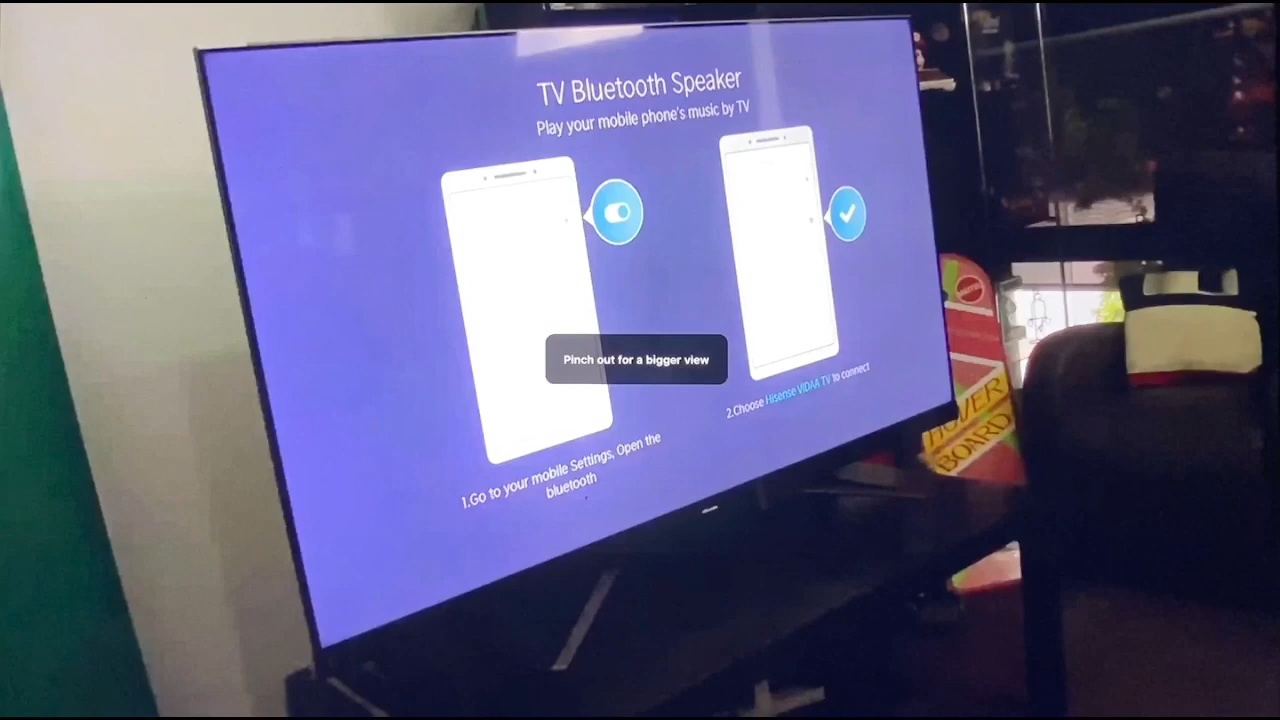 TV Bluetooth Speaker
Play your mobile phone's music by TV
Pinch out for a bigger view
2.Choose Hisense VIDAA TV to connect
1.Go to your mobile Settings, Open the
bluetooth
HOVER
BOARD